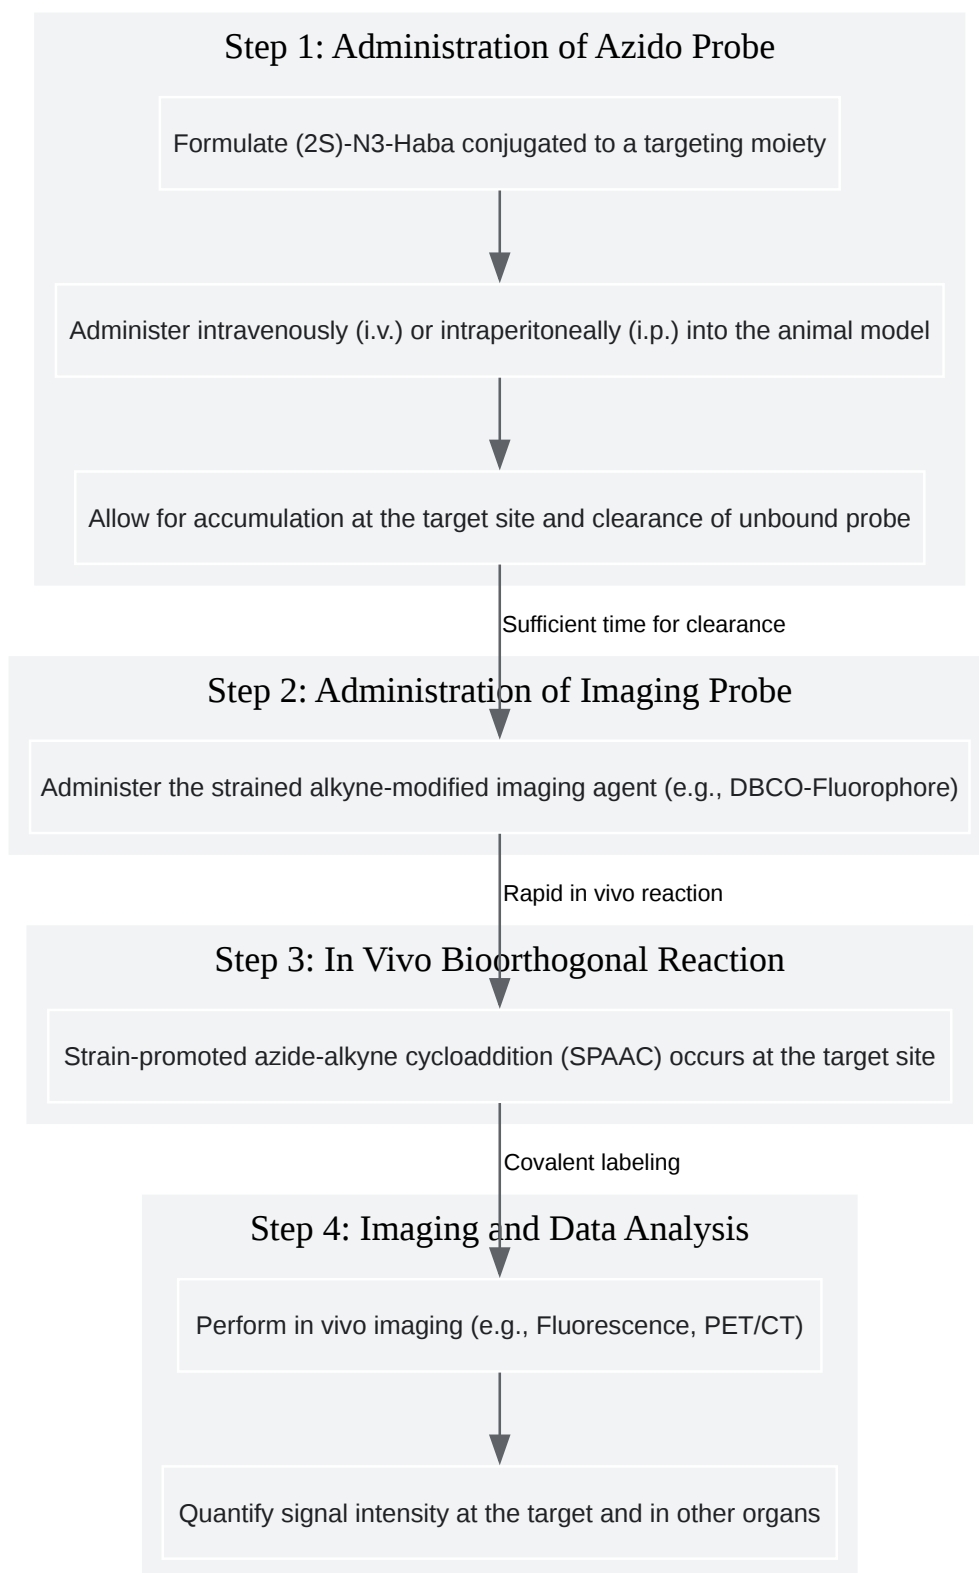 Step 1: Administration of Azido Probe
Formulate (2S)-N3-Haba conjugated to a targeting moiety
Administer intravenously (i.v.) or intraperitoneally (i.p.) into the animal model
Allow for accumulation at the target site and clearance of unbound probe
Sufficient time for clearance
Step 2: Administration of Imaging Probe
Administer the strained alkyne-modified imaging agent (e.g., DBCO-Fluorophore)
Rapid in vivo reaction
Step 3: In Vivo Bioorthogonal Reaction
Strain-promoted azide-alkyne cycloaddition (SPAAC) occurs at the target site
Covalent labeling
Step 4: Imaging and Data Analysis
Perform in vivo imaging (e.g., Fluorescence, PET/CT)
Quantify signal intensity at the target and in other organs